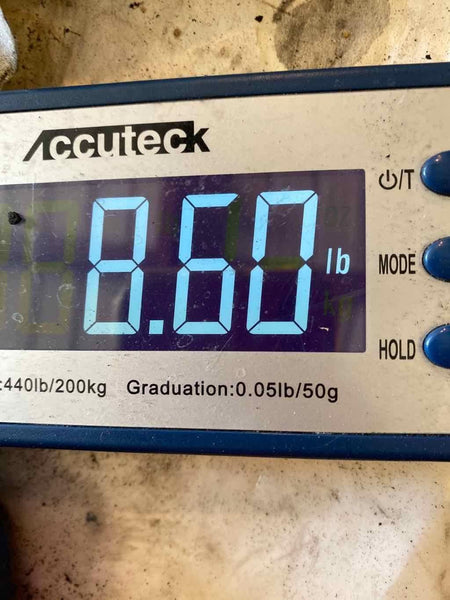 Accuteck
8.60 lb
⏻/T
MODE
HOLD
:440lb/200kg Graduation:0.05lb/50g